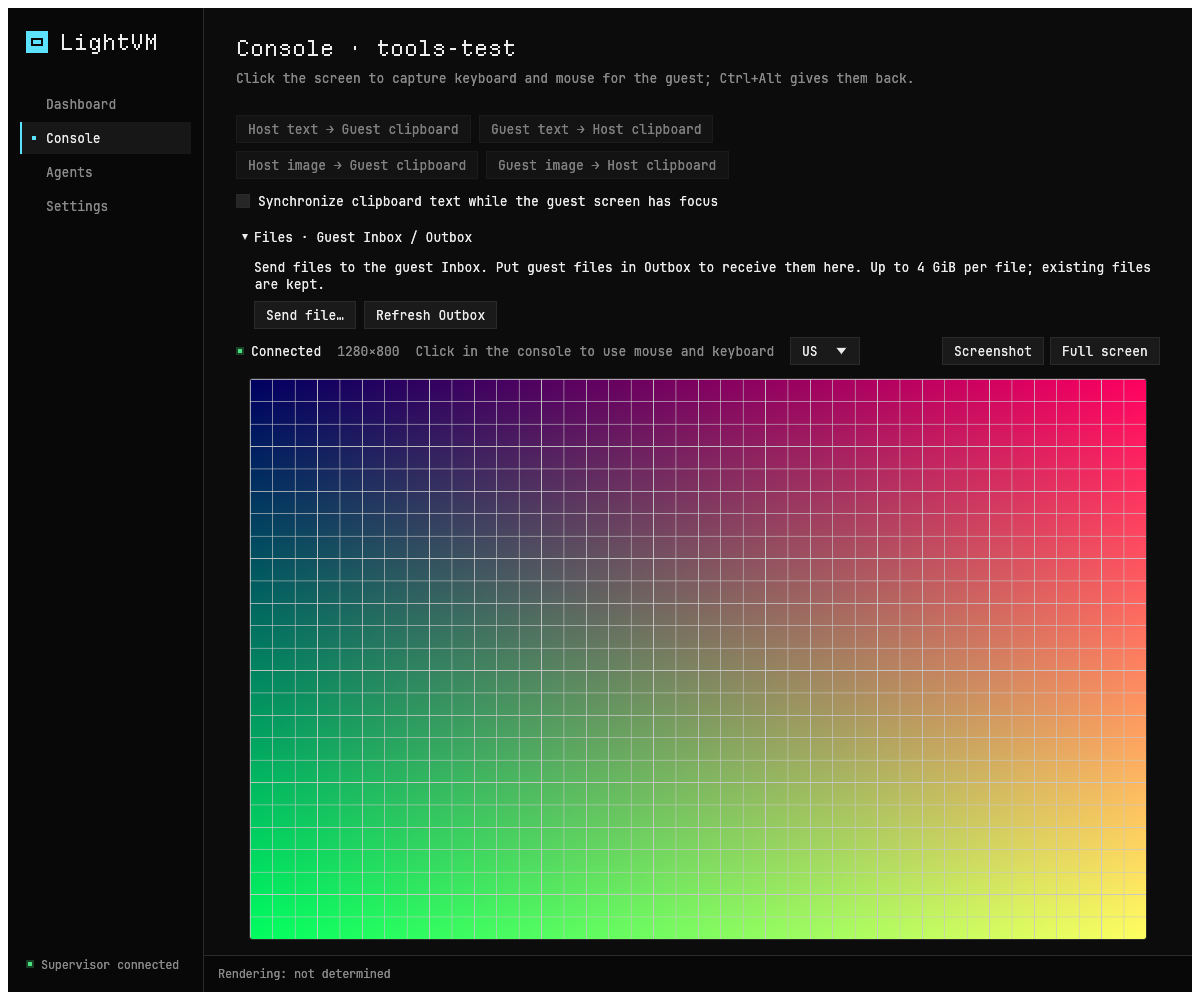 LightVM
Dashboard
Console
Agents
Settings
Supervisor connected
Console · tools-test
Click the screen to capture keyboard and mouse for the guest; Ctrl+Alt gives them back.
Host text → Guest clipboard
Guest text → Host clipboard
Host image → Guest clipboard
Guest image → Host clipboard
Synchronize clipboard text while the guest screen has focus
▾ Files · Guest Inbox / Outbox
Send files to the guest Inbox. Put guest files in Outbox to receive them here. Up to 4 GiB per file; existing files
are kept.
Send file…
Refresh Outbox
Connected 1280×800 Click in the console to use mouse and keyboard
US
Screenshot
Full screen
Rendering: not determined